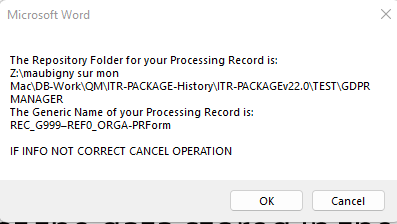 Microsoft Word
The Repository Folder for your Processing Record is:
Z:\maubigny sur mon
Mac\DB-Work\QM\ITR-PACKAGE-History\ITR-PACKAGEv22.0\TEST\GDPR
MANAGER
The Generic Name of your Processing Record is:
REC_G999–REF0_ORGA-PRForm
IF INFO NOT CORRECT CANCEL OPERATION
OK Cancel